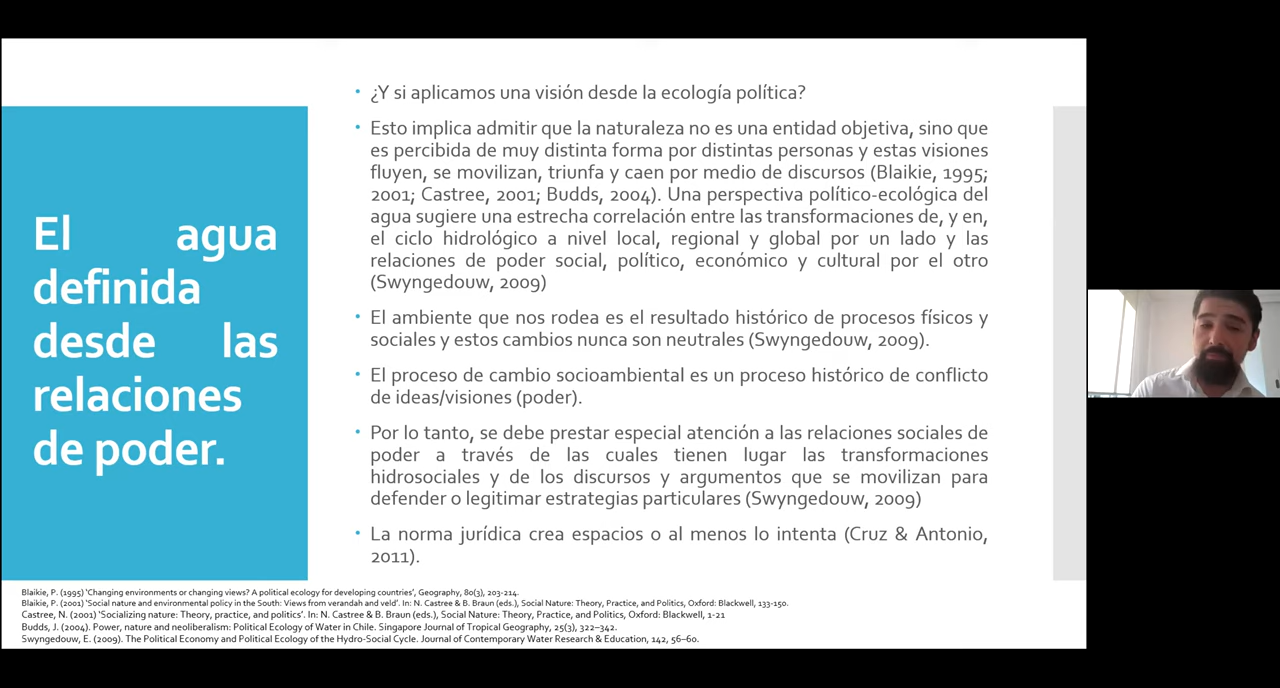 El agua
definida
desde las
relaciones
de poder.
• ¿Y si aplicamos una visión desde la ecología política?
• Esto implica admitir que la naturaleza no es una entidad objetiva, sino que
es percibida de muy distinta forma por distintas personas y estas visiones
fluyen, se movilizan, triunfa y caen por medio de discursos (Blaikie, 1995;
2001; Castree, 2001; Budds, 2004). Una perspectiva político-ecológica del
agua sugiere una estrecha correlación entre las transformaciones de, y en,
el ciclo hidrológico a nivel local, regional y global por un lado y las
relaciones de poder social, político, económico y cultural por el otro
(Swyngedouw, 2009)
• El ambiente que nos rodea es el resultado histórico de procesos físicos y
sociales y estos cambios nunca son neutrales (Swyngedouw, 2009).
• El proceso de cambio socioambiental es un proceso histórico de conflicto
de ideas/visiones (poder).
• Por lo tanto, se debe prestar especial atención a las relaciones sociales de
poder a través de las cuales tienen lugar las transformaciones
hidrosociales y de los discursos y argumentos que se movilizan para
defender o legitimar estrategias particulares (Swyngedouw, 2009)
• La norma jurídica crea espacios o al menos lo intenta (Cruz & Antonio,
2011).
Blaikie, P. (1995) 'Changing environments or changing views? A political ecology for developing countries', Geography, 80(3), 203-214.
Blaikie, P. (2001) 'Social nature and environmental policy in the South: Views from verandah and veld'. In: N. Castree & B. Braun (eds.), Social Nature: Theory, Practice, and Politics, Oxford: Blackwell, 133-150.
Castree, N. (2001) 'Socializing nature: Theory, practice, and politics'. In: N. Castree & B. Braun (eds.), Social Nature: Theory, Practice, and Politics, Oxford: Blackwell, 1-21
Budds, J. (2004). Power, nature and neoliberalism: Political Ecology of Water in Chile. Singapore Journal of Tropical Geography, 25(3), 322–342.
Swyngedouw, E. (2009). The Political Economy and Political Ecology of the Hydro-Social Cycle. Journal of Contemporary Water Research & Education, 142, 56–60.